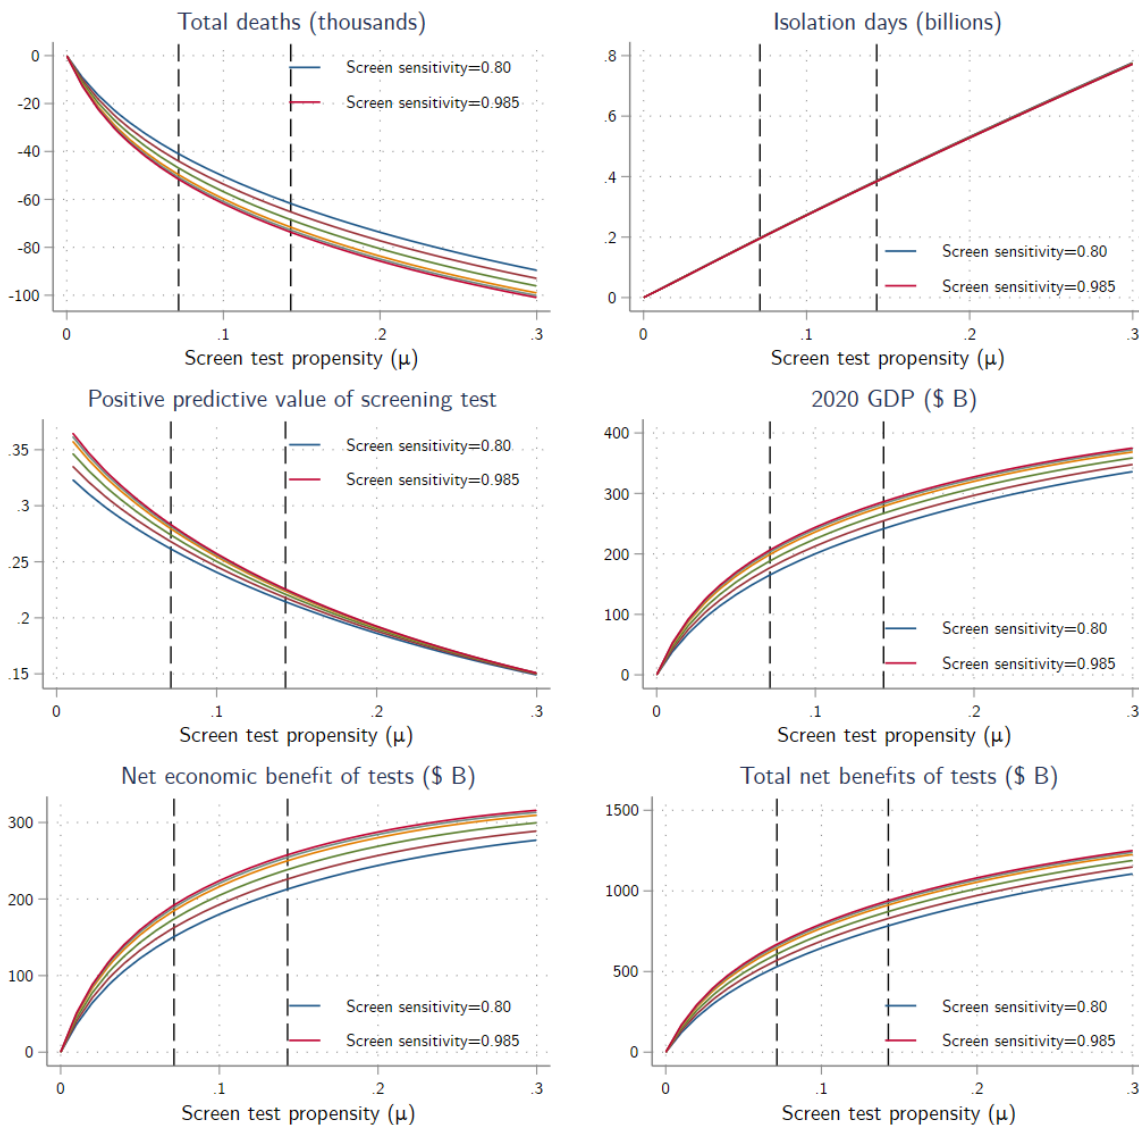 Total deaths (thousands)
0
-20
-40
-60
-80
-100
Screen sensitivity=0.80
Screen sensitivity=0.985
0 .1 .2 .3
Screen test propensity (μ)
Isolation days (billions)
.8
.6
.4
.2
0
Screen sensitivity=0.80
Screen sensitivity=0.985
0 .1 .2 .3
Screen test propensity (μ)
Positive predictive value of screening test
.35
.3
.25
.2
.15
Screen sensitivity=0.80
Screen sensitivity=0.985
0 .1 .2 .3
Screen test propensity (μ)
2020 GDP ($ B)
400
300
200
100
0
Screen sensitivity=0.80
Screen sensitivity=0.985
0 .1 .2 .3
Screen test propensity (μ)
Net economic benefit of tests ($ B)
300
200
100
0
Screen sensitivity=0.80
Screen sensitivity=0.985
0 .1 .2 .3
Screen test propensity (μ)
Total net benefits of tests ($ B)
1500
1000
500
0
Screen sensitivity=0.80
Screen sensitivity=0.985
0 .1 .2 .3
Screen test propensity (μ)